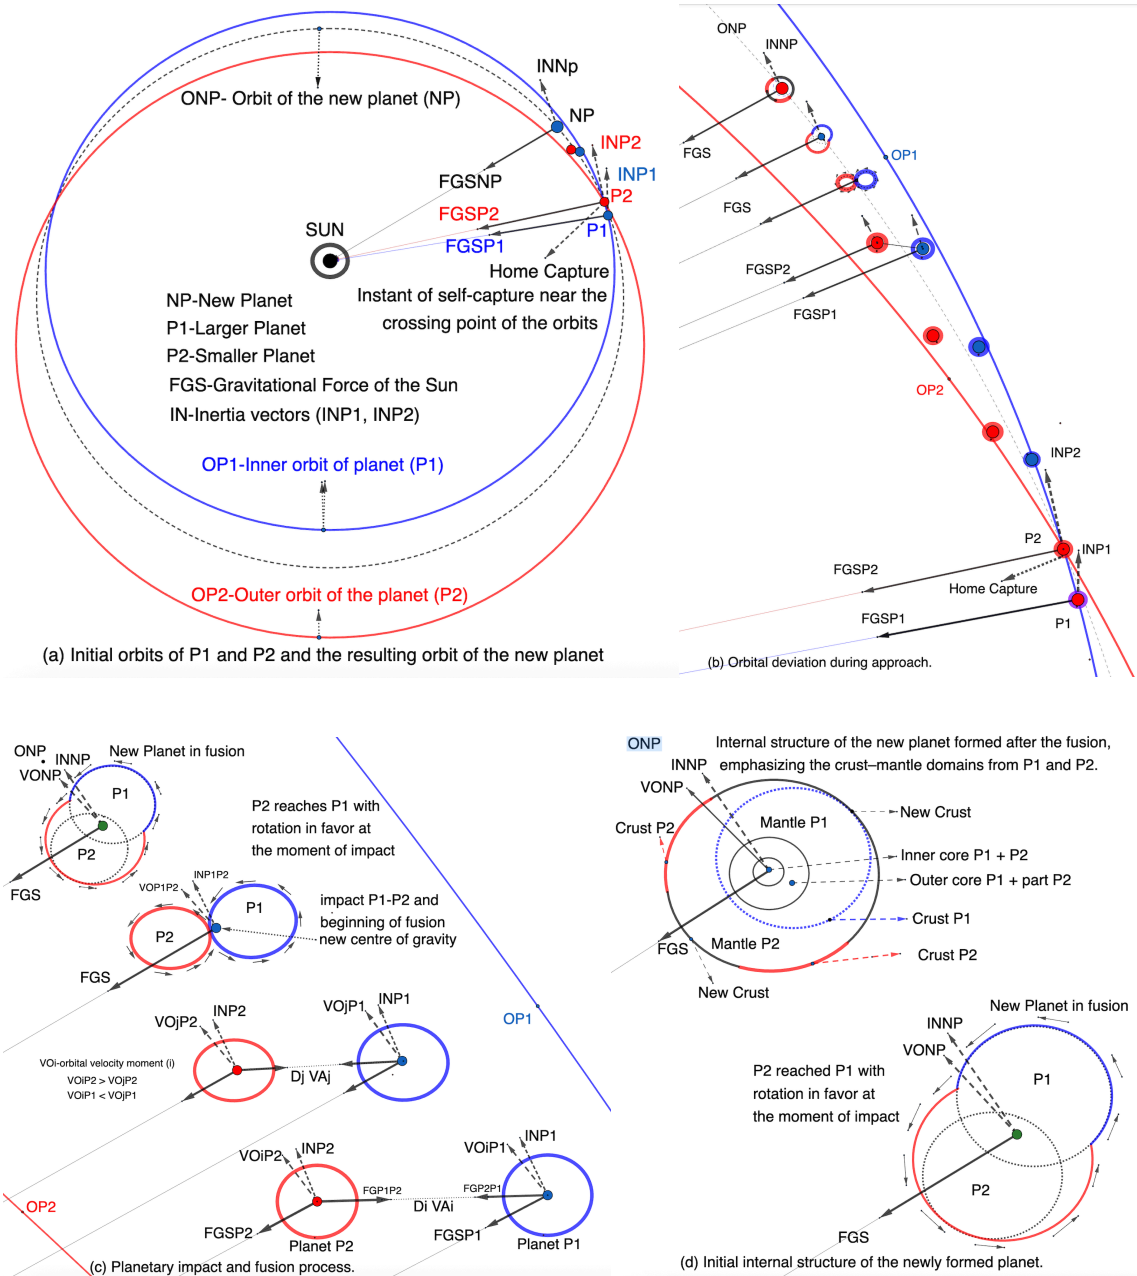 INNp
NP
ONP- Orbit of the new planet (NP)
INP2
INP1
FGSNP
P2
FGSP2
P1
SUN
FGSP1
Home Capture
Instant of self-capture near the
crossing point of the orbits
NP-New Planet
P1-Larger Planet
P2-Smaller Planet
FGS-Gravitational Force of the Sun
IN-Inertia vectors (INP1, INP2)
OP1-Inner orbit of planet (P1)
OP2-Outer orbit of the planet (P2)
(a) Initial orbits of P1 and P2 and the resulting orbit of the new planet
ONP
INNP
FGS
OP1
FGS
FGSP2
FGSP1
OP2
INP2
P2
INP1
FGSP2
Home Capture
FGSP1
P1
(b) Orbital deviation during approach.
ONP
INNP
New Planet in fusion
VONP
P1
P2
FGS
P2 reaches P1 with
rotation in favor at
the moment of impact
INP1P2
VOP1P2
P1
P2
impact P1-P2 and
beginning of fusion
new centre of gravity
FGS
OP1
VOjP2
INP2
VOjP1
INP1
VOi-orbital velocity moment (i)
VOiP2 > VOjP2
VOiP1 < VOjP1
Dj VAj
VOiP2
INP2
VOiP1
INP1
FGP1P2
FGP2P1
Di VAi
OP2
FGSP2
FGSP1
Planet P2
Planet P1
(c) Planetary impact and fusion process.
ONP
Internal structure of the new planet formed after the fusion,
emphasizing the crust–mantle domains from P1 and P2.
INNP
VONP
New Crust
Crust P2
Mantle P1
Inner core P1 + P2
Outer core P1 + part P2
Crust P1
FGS
Mantle P2
Crust P2
New Crust
New Planet in fusion
INNP
VONP
P2 reached P1 with
rotation in favor at
the moment of impact
P1
P2
FGS
(d) Initial internal structure of the newly formed planet.